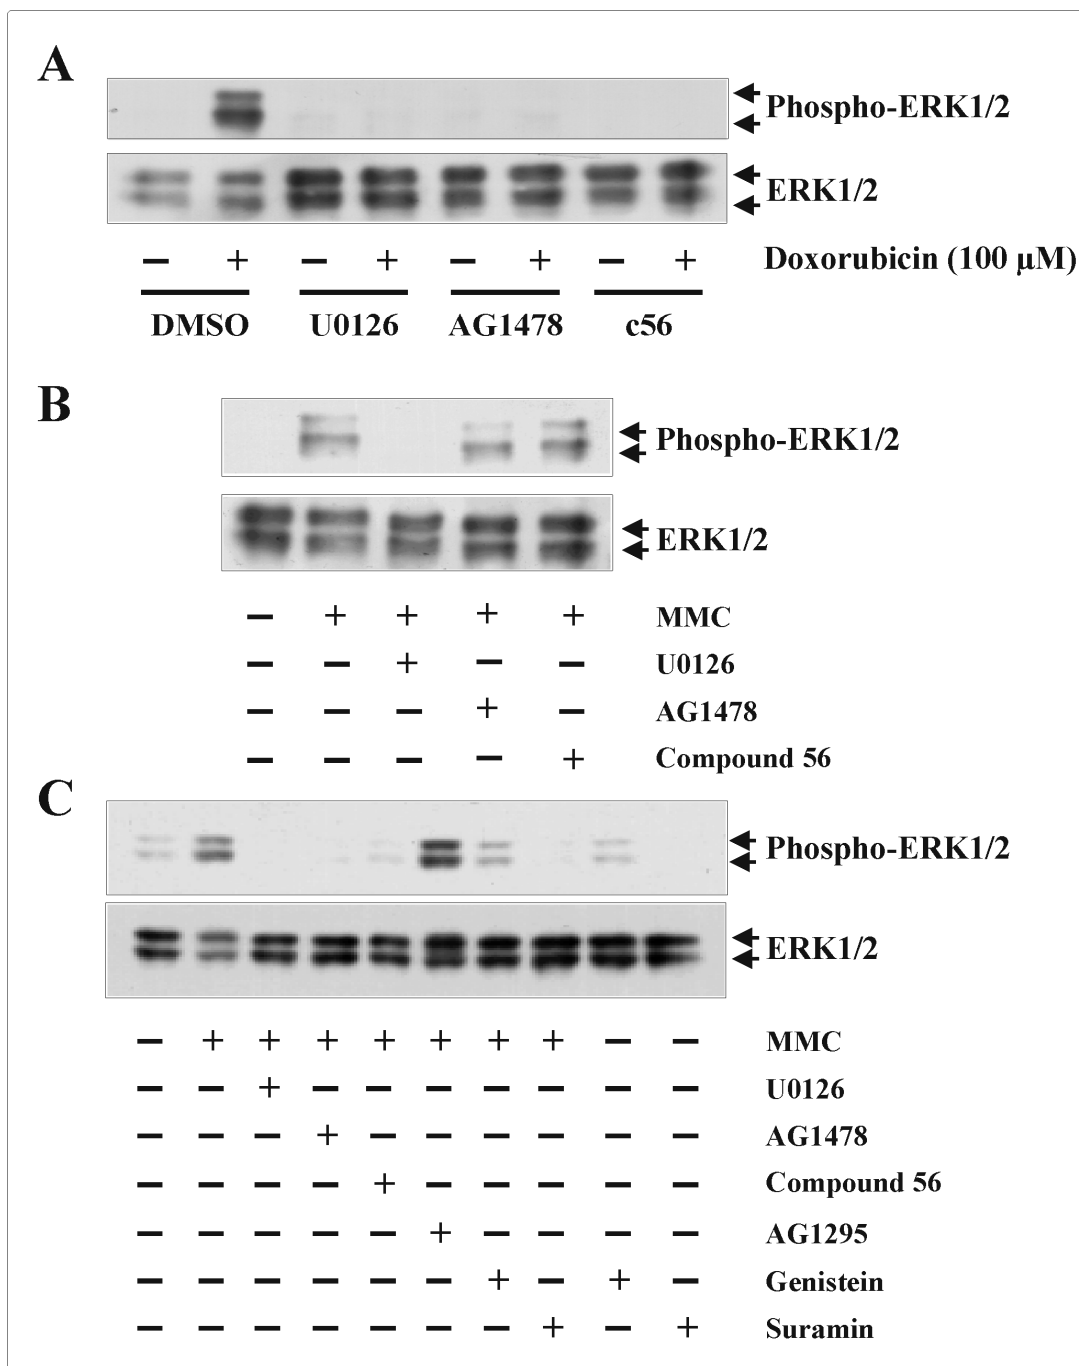 A
Phospho-ERK1/2
ERK1/2
− + − + − + − + Doxorubicin (100 µM)
DMSO U0126 AG1478 c56
B
Phospho-ERK1/2
ERK1/2
− + + + + MMC
− − + − − U0126
− − − + − AG1478
− − − − + Compound 56
C
Phospho-ERK1/2
ERK1/2
− + + + + + + + − − MMC
− − + − − − − − − − U0126
− − − + − − − − − − AG1478
− − − − + − − − − − Compound 56
− − − − − + − − − − AG1295
− − − − − − + − + − Genistein
− − − − − − − + − + Suramin